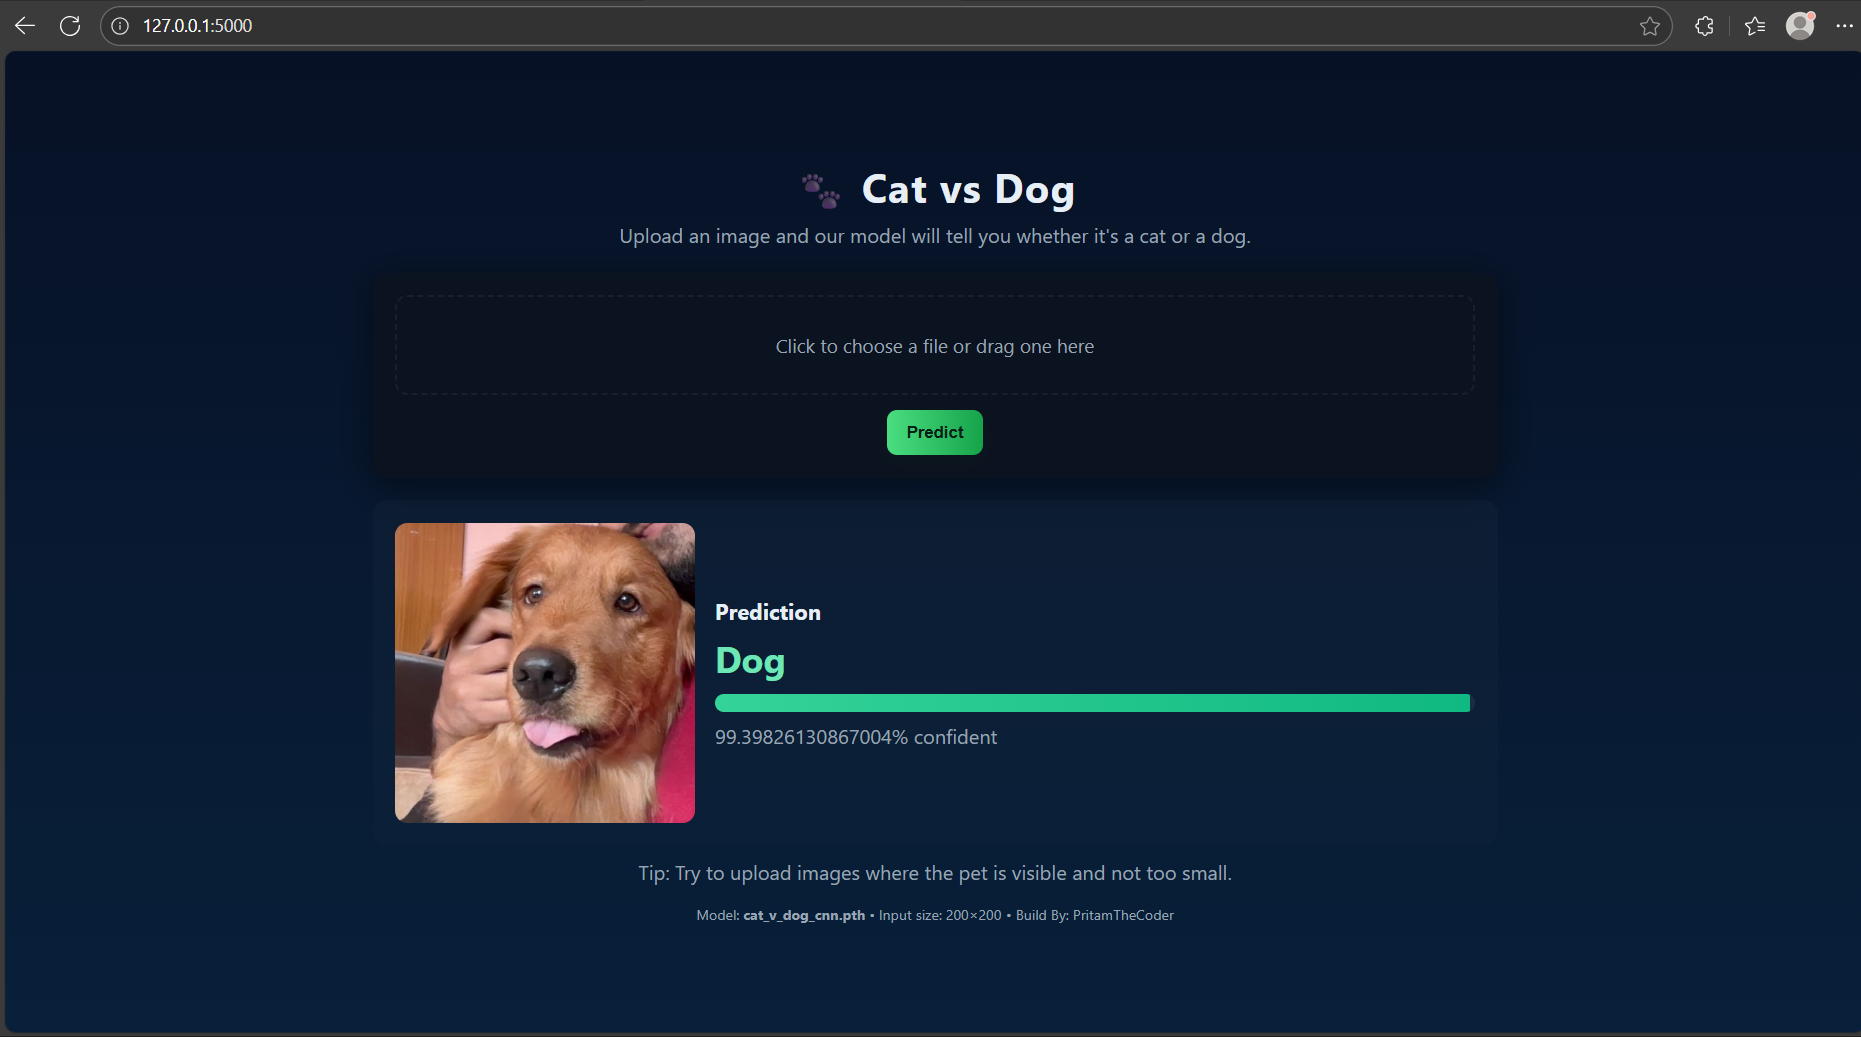 127.0.0.1:5000
Cat vs Dog
Upload an image and our model will tell you whether it's a cat or a dog.
Click to choose a file or drag one here
Predict
Prediction
Dog
99.39826130867004% confident
Tip: Try to upload images where the pet is visible and not too small.
Model: cat_v_dog_cnn.pth • Input size: 200×200 • Build By: PritamTheCoder